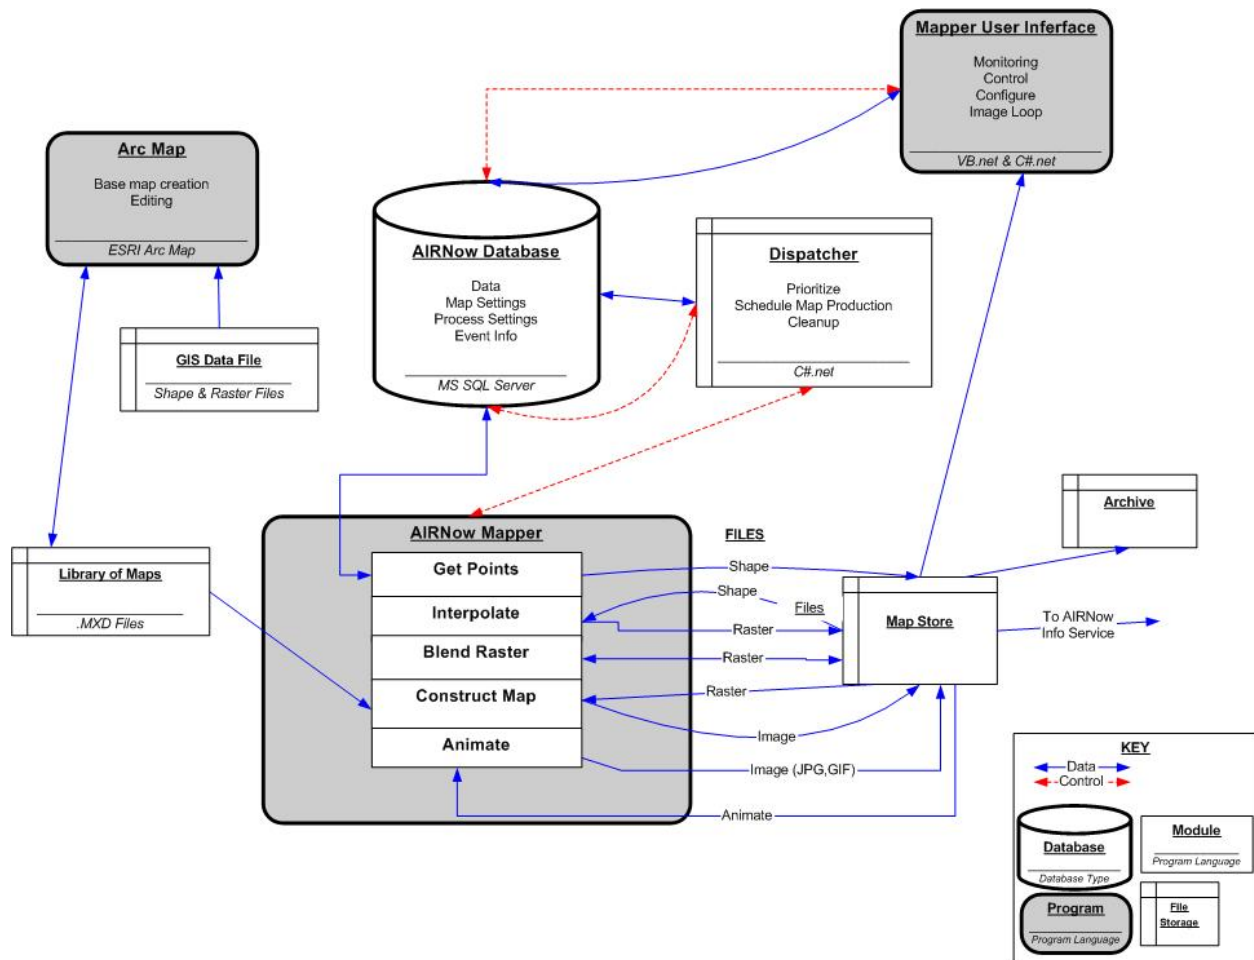 Mapper User Inferface
Monitoring
Control
Configure
Image Loop
VB.net & C#.net
Arc Map
Base map creation
Editing
ESRI Arc Map
AIRNow Database
Data
Map Settings
Process Settings
Event Info
MS SQL Server
Dispatcher
Prioritize
Schedule Map Production
Cleanup
C#.net
GIS Data File
Shape & Raster Files
Library of Maps
.MXD Files
AIRNow Mapper
Get Points
Interpolate
Blend Raster
Construct Map
Animate
FILES
Shape
Shape
Files
Raster
Raster
Raster
Image
Image (JPG,GIF)
Animate
Map Store
Archive
To AIRNow
Info Service
KEY
Data
Control
Database
Database Type
Module
Program Language
Program
Program Language
File
Storage